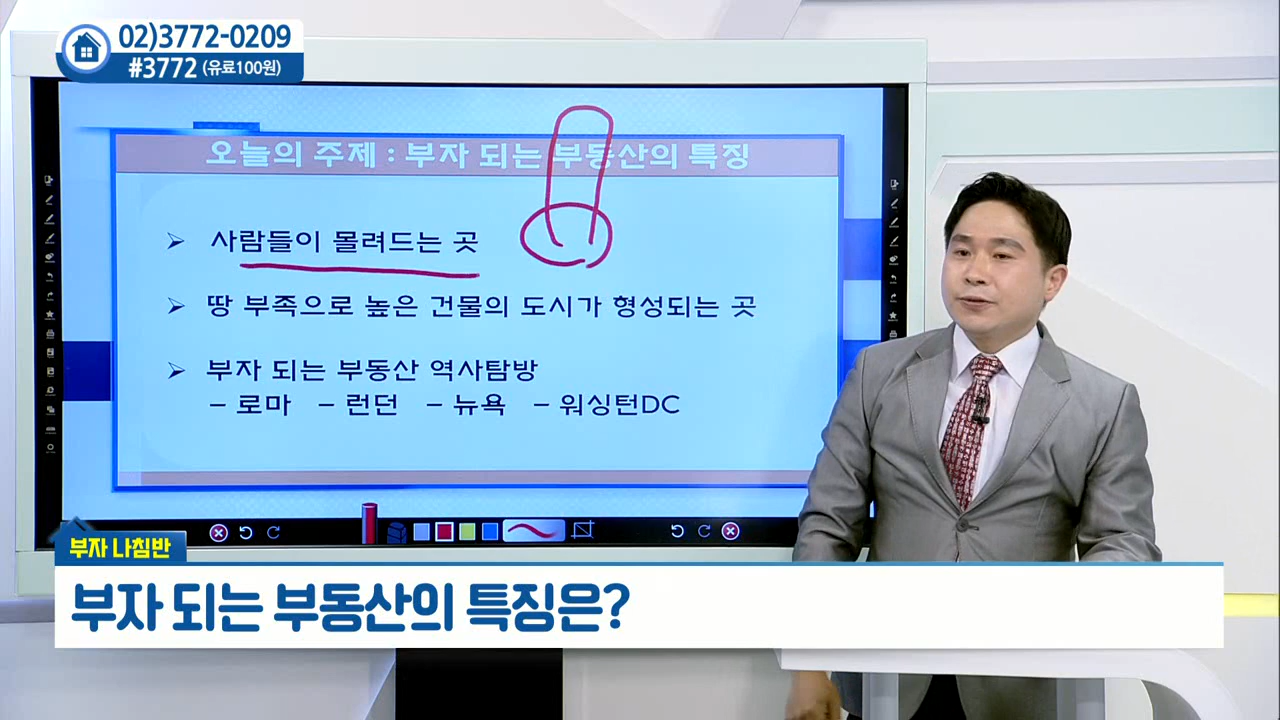 02)3772-0209
#3772 (유료100원)
오늘의 주제 : 부자 되는 부동산의 특징
➢ 사람들이 몰려드는 곳
➢ 땅 부족으로 높은 건물의 도시가 형성되는 곳
➢ 부자 되는 부동산 역사탐방
– 로마 – 런던 – 뉴욕 – 워싱턴DC
부자 나침반
부자 되는 부동산의 특징은?